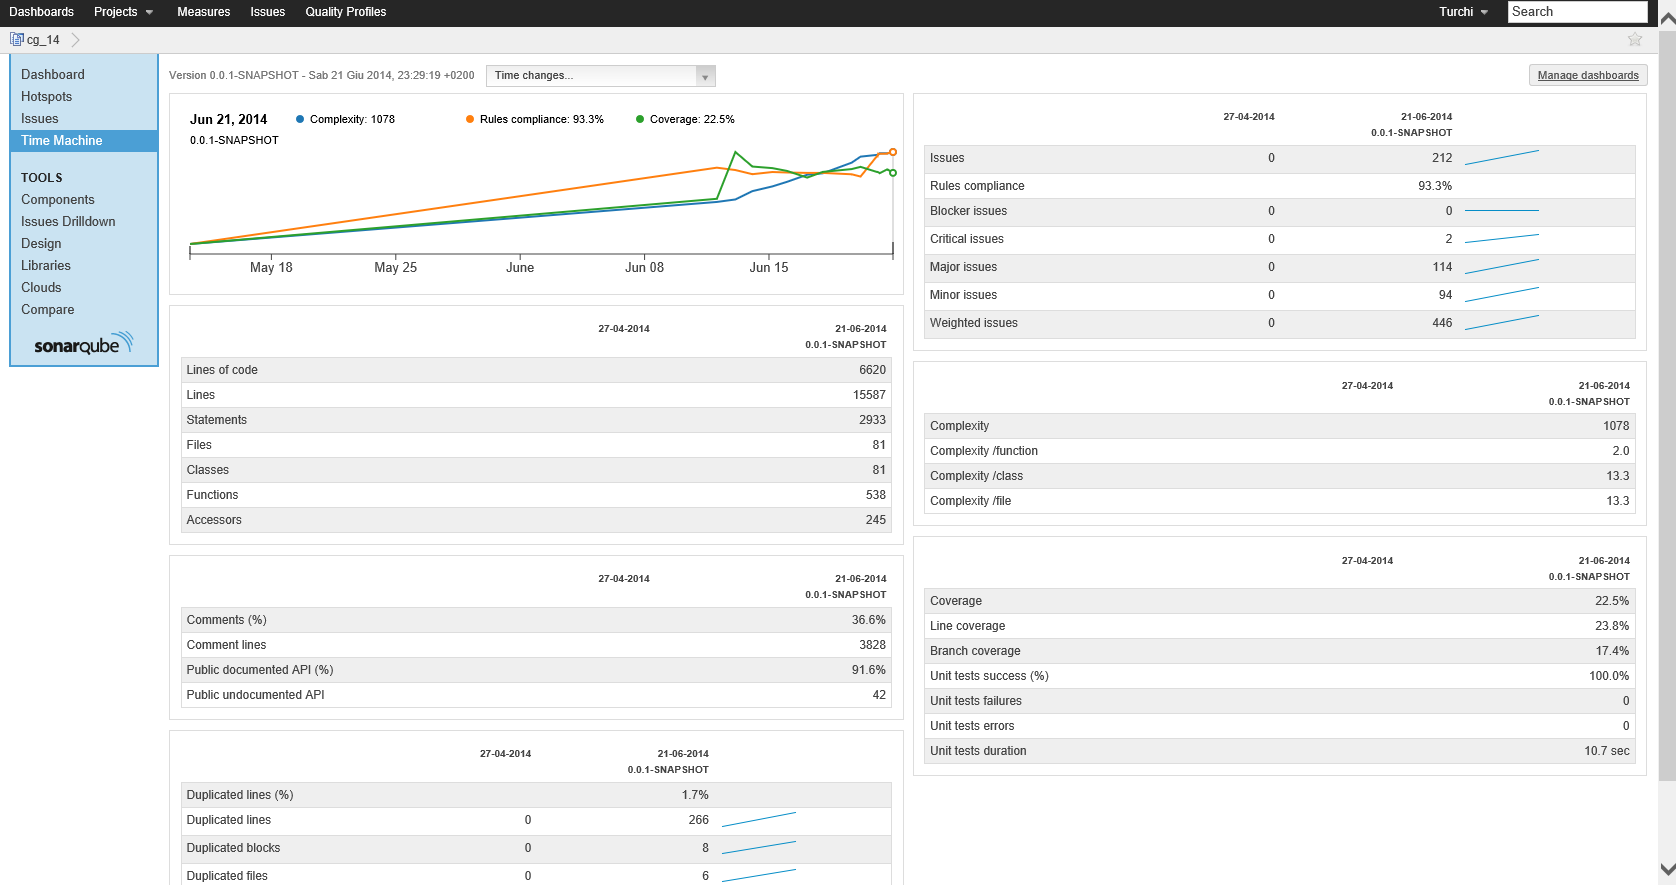 Dashboards Projects Measures Issues Quality Profiles Turchi Search
cg_14
Dashboard
Hotspots
Issues
Time Machine
TOOLS
Components
Issues Drilldown
Design
Libraries
Clouds
Compare
sonarqube
Version 0.0.1-SNAPSHOT - Sab 21 Giu 2014, 23:29:19 +0200 Time changes... Manage dashboards
Jun 21, 2014 Complexity: 1078 Rules compliance: 93.3% Coverage: 22.5%
0.0.1-SNAPSHOT
May 18 May 25 June Jun 08 Jun 15
27-04-2014 21-06-2014
0.0.1-SNAPSHOT
Lines of code 6620
Lines 15587
Statements 2933
Files 81
Classes 81
Functions 538
Accessors 245
27-04-2014 21-06-2014
0.0.1-SNAPSHOT
Comments (%) 36.6%
Comment lines 3828
Public documented API (%) 91.6%
Public undocumented API 42
27-04-2014 21-06-2014
0.0.1-SNAPSHOT
Duplicated lines (%) 1.7%
Duplicated lines 0 266
Duplicated blocks 0 8
Duplicated files 0 6
27-04-2014 21-06-2014
0.0.1-SNAPSHOT
Issues 0 212
Rules compliance 93.3%
Blocker issues 0 0
Critical issues 0 2
Major issues 0 114
Minor issues 0 94
Weighted issues 0 446
27-04-2014 21-06-2014
0.0.1-SNAPSHOT
Complexity 1078
Complexity /function 2.0
Complexity /class 13.3
Complexity /file 13.3
27-04-2014 21-06-2014
0.0.1-SNAPSHOT
Coverage 22.5%
Line coverage 23.8%
Branch coverage 17.4%
Unit tests success (%) 100.0%
Unit tests failures 0
Unit tests errors 0
Unit tests duration 10.7 sec